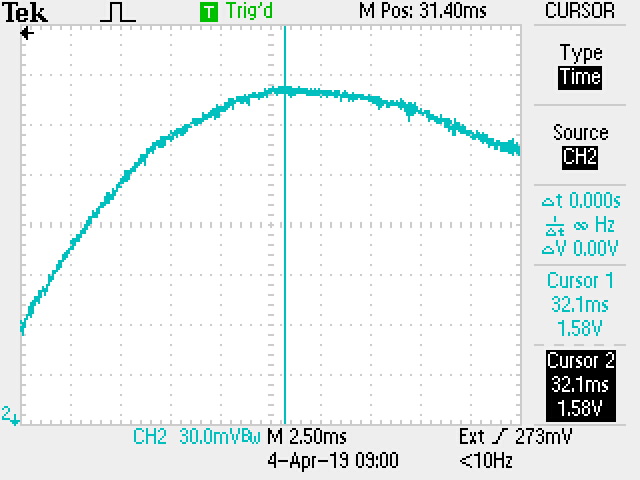 Tek T Trig'd M Pos: 31.40ms CURSOR
Type
Time
Source
CH2
Δt 0.000s
1/Δt ∞ Hz
ΔV 0.00V
Cursor 1
32.1ms
1.58V
Cursor 2
32.1ms
1.58V
2
CH2 30.0mVBw M 2.50ms Ext 273mV
4-Apr-19 09:00 <10Hz